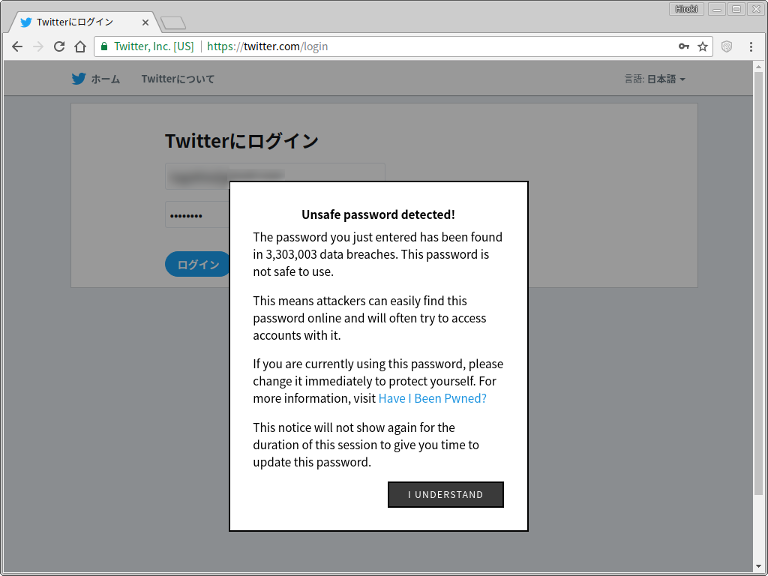 Hiroki
Twitterにログイン
Twitter, Inc. [US] https://twitter.com/login
ホーム Twitterについて 言語: 日本語
Twitterにログイン
ログイン
Unsafe password detected!
The password you just entered has been found
in 3,303,003 data breaches. This password is
not safe to use.
This means attackers can easily find this
password online and will often try to access
accounts with it.
If you are currently using this password, please
change it immediately to protect yourself. For
more information, visit Have I Been Pwned?
This notice will not show again for the
duration of this session to give you time to
update this password.
I UNDERSTAND